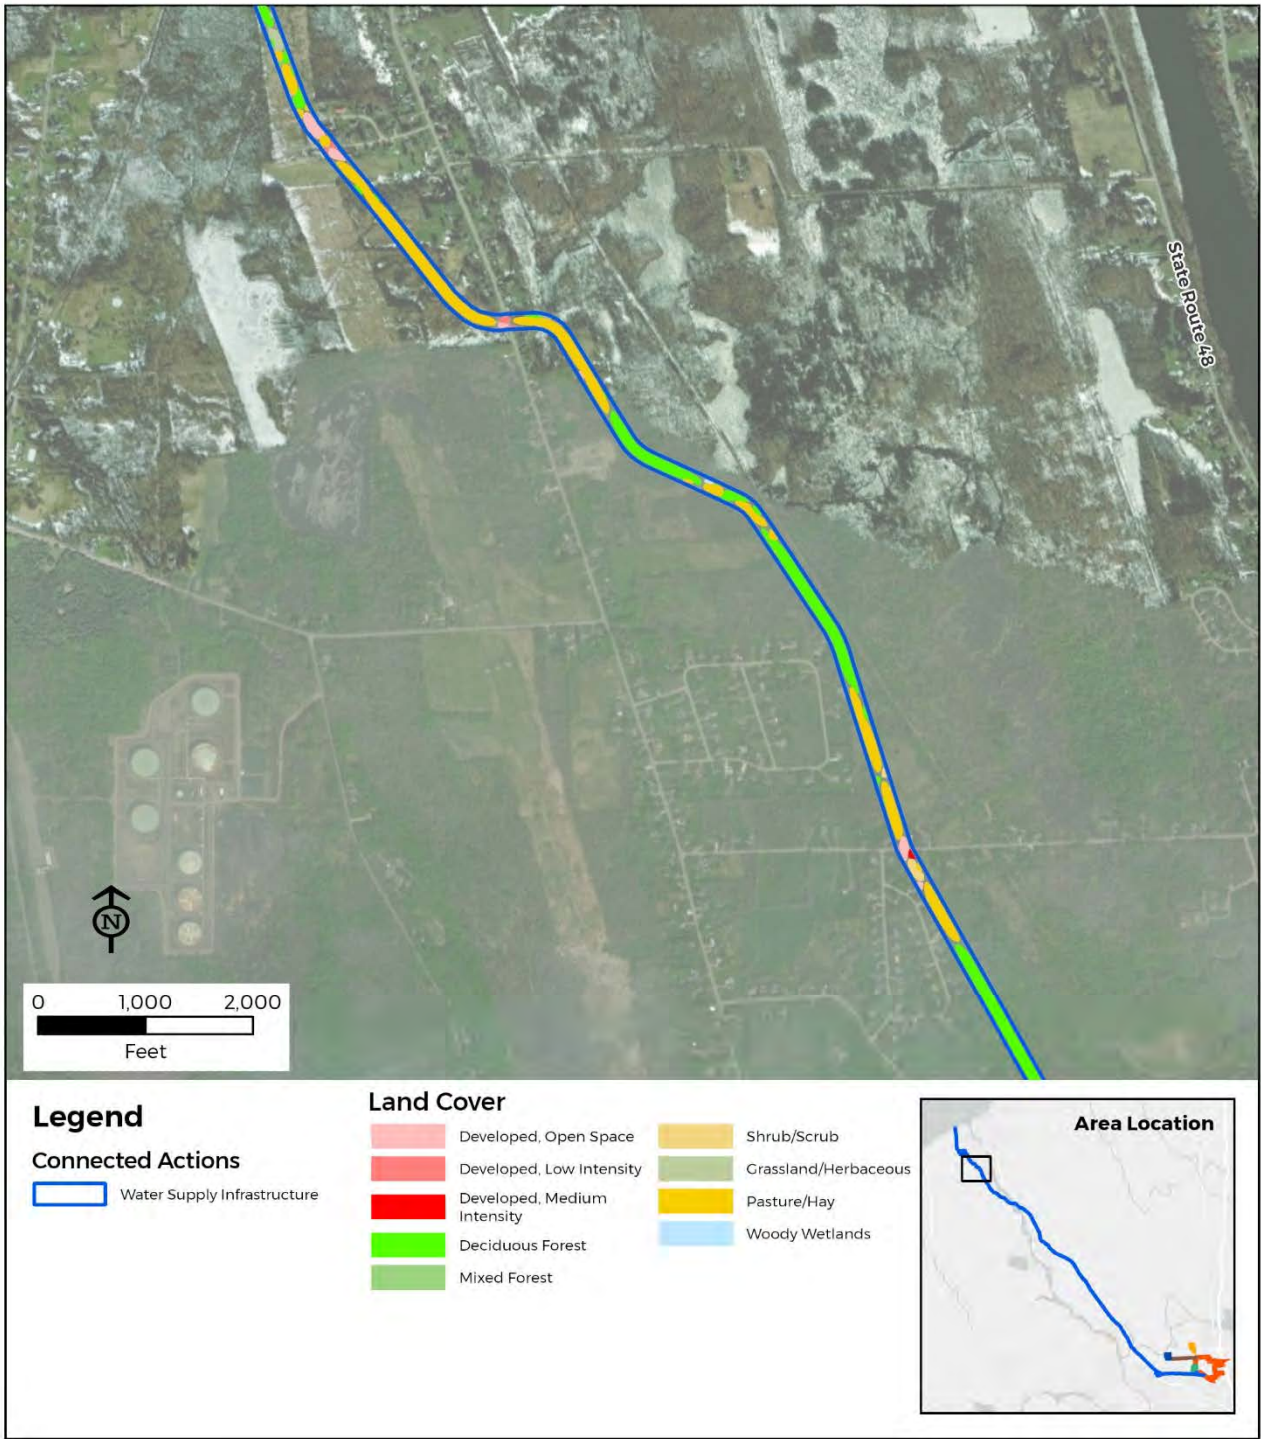 State Route 48
N
0 1,000 2,000
Feet
Legend
Connected Actions
Water Supply Infrastructure
Land Cover
Developed, Open Space
Developed, Low Intensity
Developed, Medium
Intensity
Deciduous Forest
Mixed Forest
Shrub/Scrub
Grassland/Herbaceous
Pasture/Hay
Woody Wetlands
Area Location